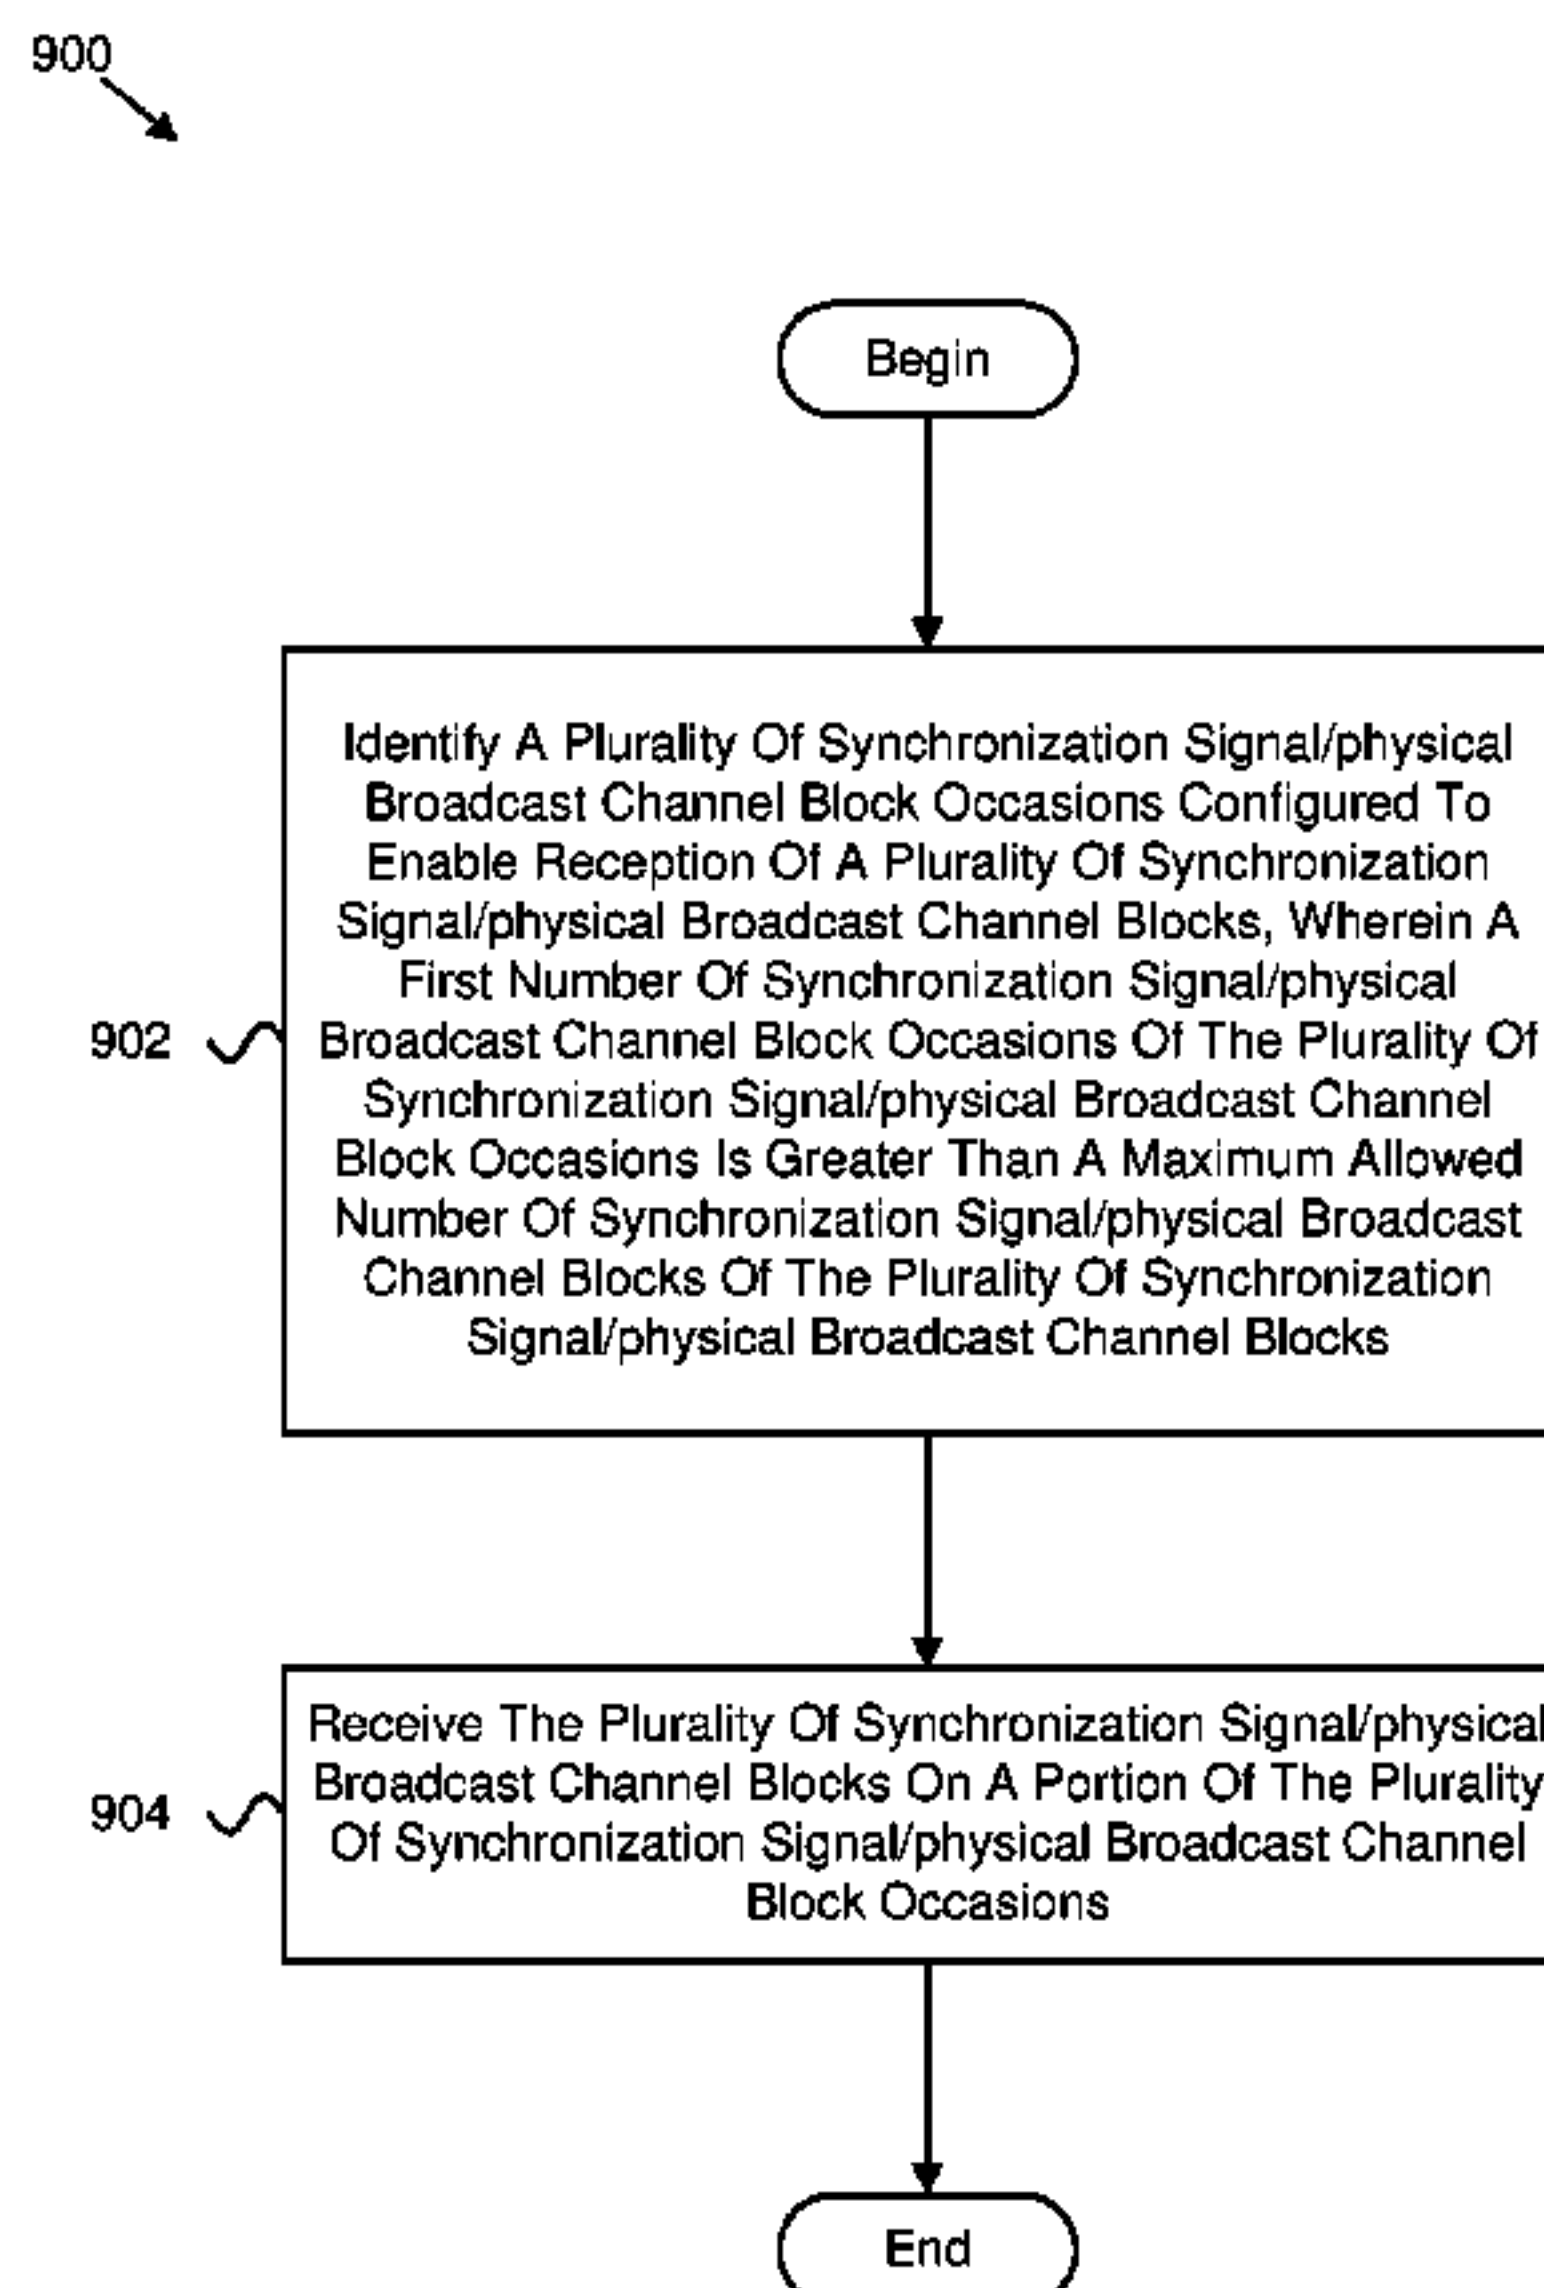 900
Begin
Identify A Plurality Of Synchronization Signal/physical
Broadcast Channel Block Occasions Configured To
Enable Reception Of A Plurality Of Synchronization
Signal/physical Broadcast Channel Blocks, Wherein A
First Number Of Synchronization Signal/physical
902
Broadcast Channel Block Occasions Of The Plurality Of
Synchronization Signal/physical Broadcast Channel
Block Occasions Is Greater Than A Maximum Allowed
Number Of Synchronization Signal/physical Broadcast
Channel Blocks Of The Plurality Of Synchronization
Signal/physical Broadcast Channel Blocks
Receive The Plurality Of Synchronization Signal/physical
Broadcast Channel Blocks On A Portion Of The Plurality
904
Of Synchronization Signal/physical Broadcast Channel
Block Occasions
End